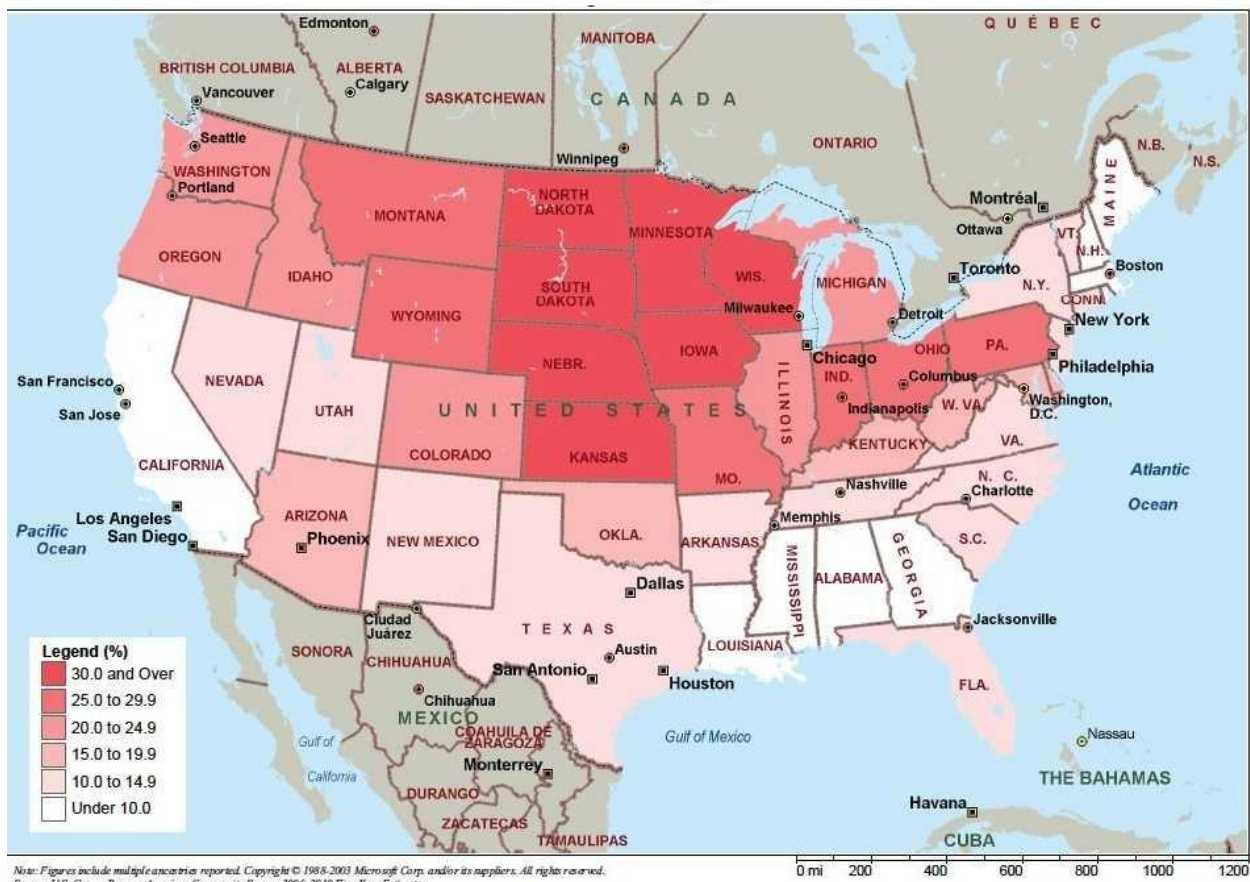 QUÉBEC
Edmonton
MANITOBA
BRITISH COLUMBIA
ALBERTA
Calgary
Vancouver
SASKATCHEWAN
CANADA
Seattle
ONTARIO
N.B.
N.S.
Winnipeg
WASHINGTON
Portland
NORTH
DAKOTA
MAINE
Montréal
MONTANA
MINNESOTA
Ottawa
VT.
N.H.
OREGON
IDAHO
Toronto
Boston
WIS.
MICHIGAN
N.Y.
SOUTH
DAKOTA
CONN.
WYOMING
Milwaukee
Detroit
New York
IOWA
OHIO
PA.
NEBR.
Chicago
Philadelphia
San Francisco
NEVADA
IND.
Columbus
San Jose
UTAH
UNITED STATES
ILLINOIS
Indianapolis
W. VA.
Washington,
D.C.
CALIFORNIA
COLORADO
KANSAS
KENTUCKY
VA.
Atlantic
Ocean
MO.
Nashville
N. C.
Charlotte
Los Angeles
ARIZONA
Memphis
Pacific
Ocean
San Diego
Phoenix
NEW MEXICO
OKLA.
ARKANSAS
S.C.
MISSISSIPPI
ALABAMA
GEORGIA
Dallas
Ciudad
Juárez
TEXAS
Jacksonville
SONORA
CHIHUAHUA
Austin
LOUISIANA
San Antonio
Houston
FLA.
Chihuahua
MEXICO
COAHUILA DE
ZARAGOZA
Gulf of
California
Gulf of Mexico
Nassau
Monterrey
THE BAHAMAS
DURANGO
Havana
ZACATECAS
TAMAULIPAS
CUBA
Legend (%)
30.0 and Over
25.0 to 29.9
20.0 to 24.9
15.0 to 19.9
10.0 to 14.9
Under 10.0
0 mi 200 400 600 800 1000 1200
Note: Figures include multiple ancestries reported. Copyright © 1988-2003 Microsoft Corp. and/or its suppliers. All rights reserved.